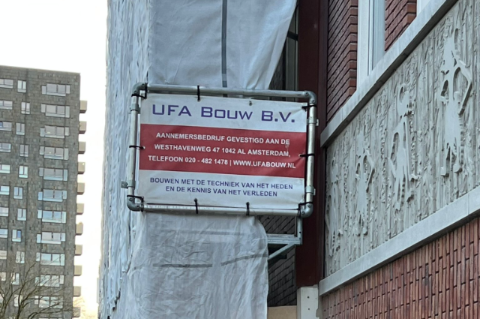 UFA BOUW B.V.
AANNEMERSBEDRIJF GEVESTIGD AAN DE
WESTHAVENWEG 47 1042 AL AMSTERDAM,
TELEFOON 020 - 482 1478 | WWW.UFABOUW.NL
BOUWEN MET DE TECHNIEK VAN HET HEDEN
EN DE KENNIS VAN HET VERLEDEN